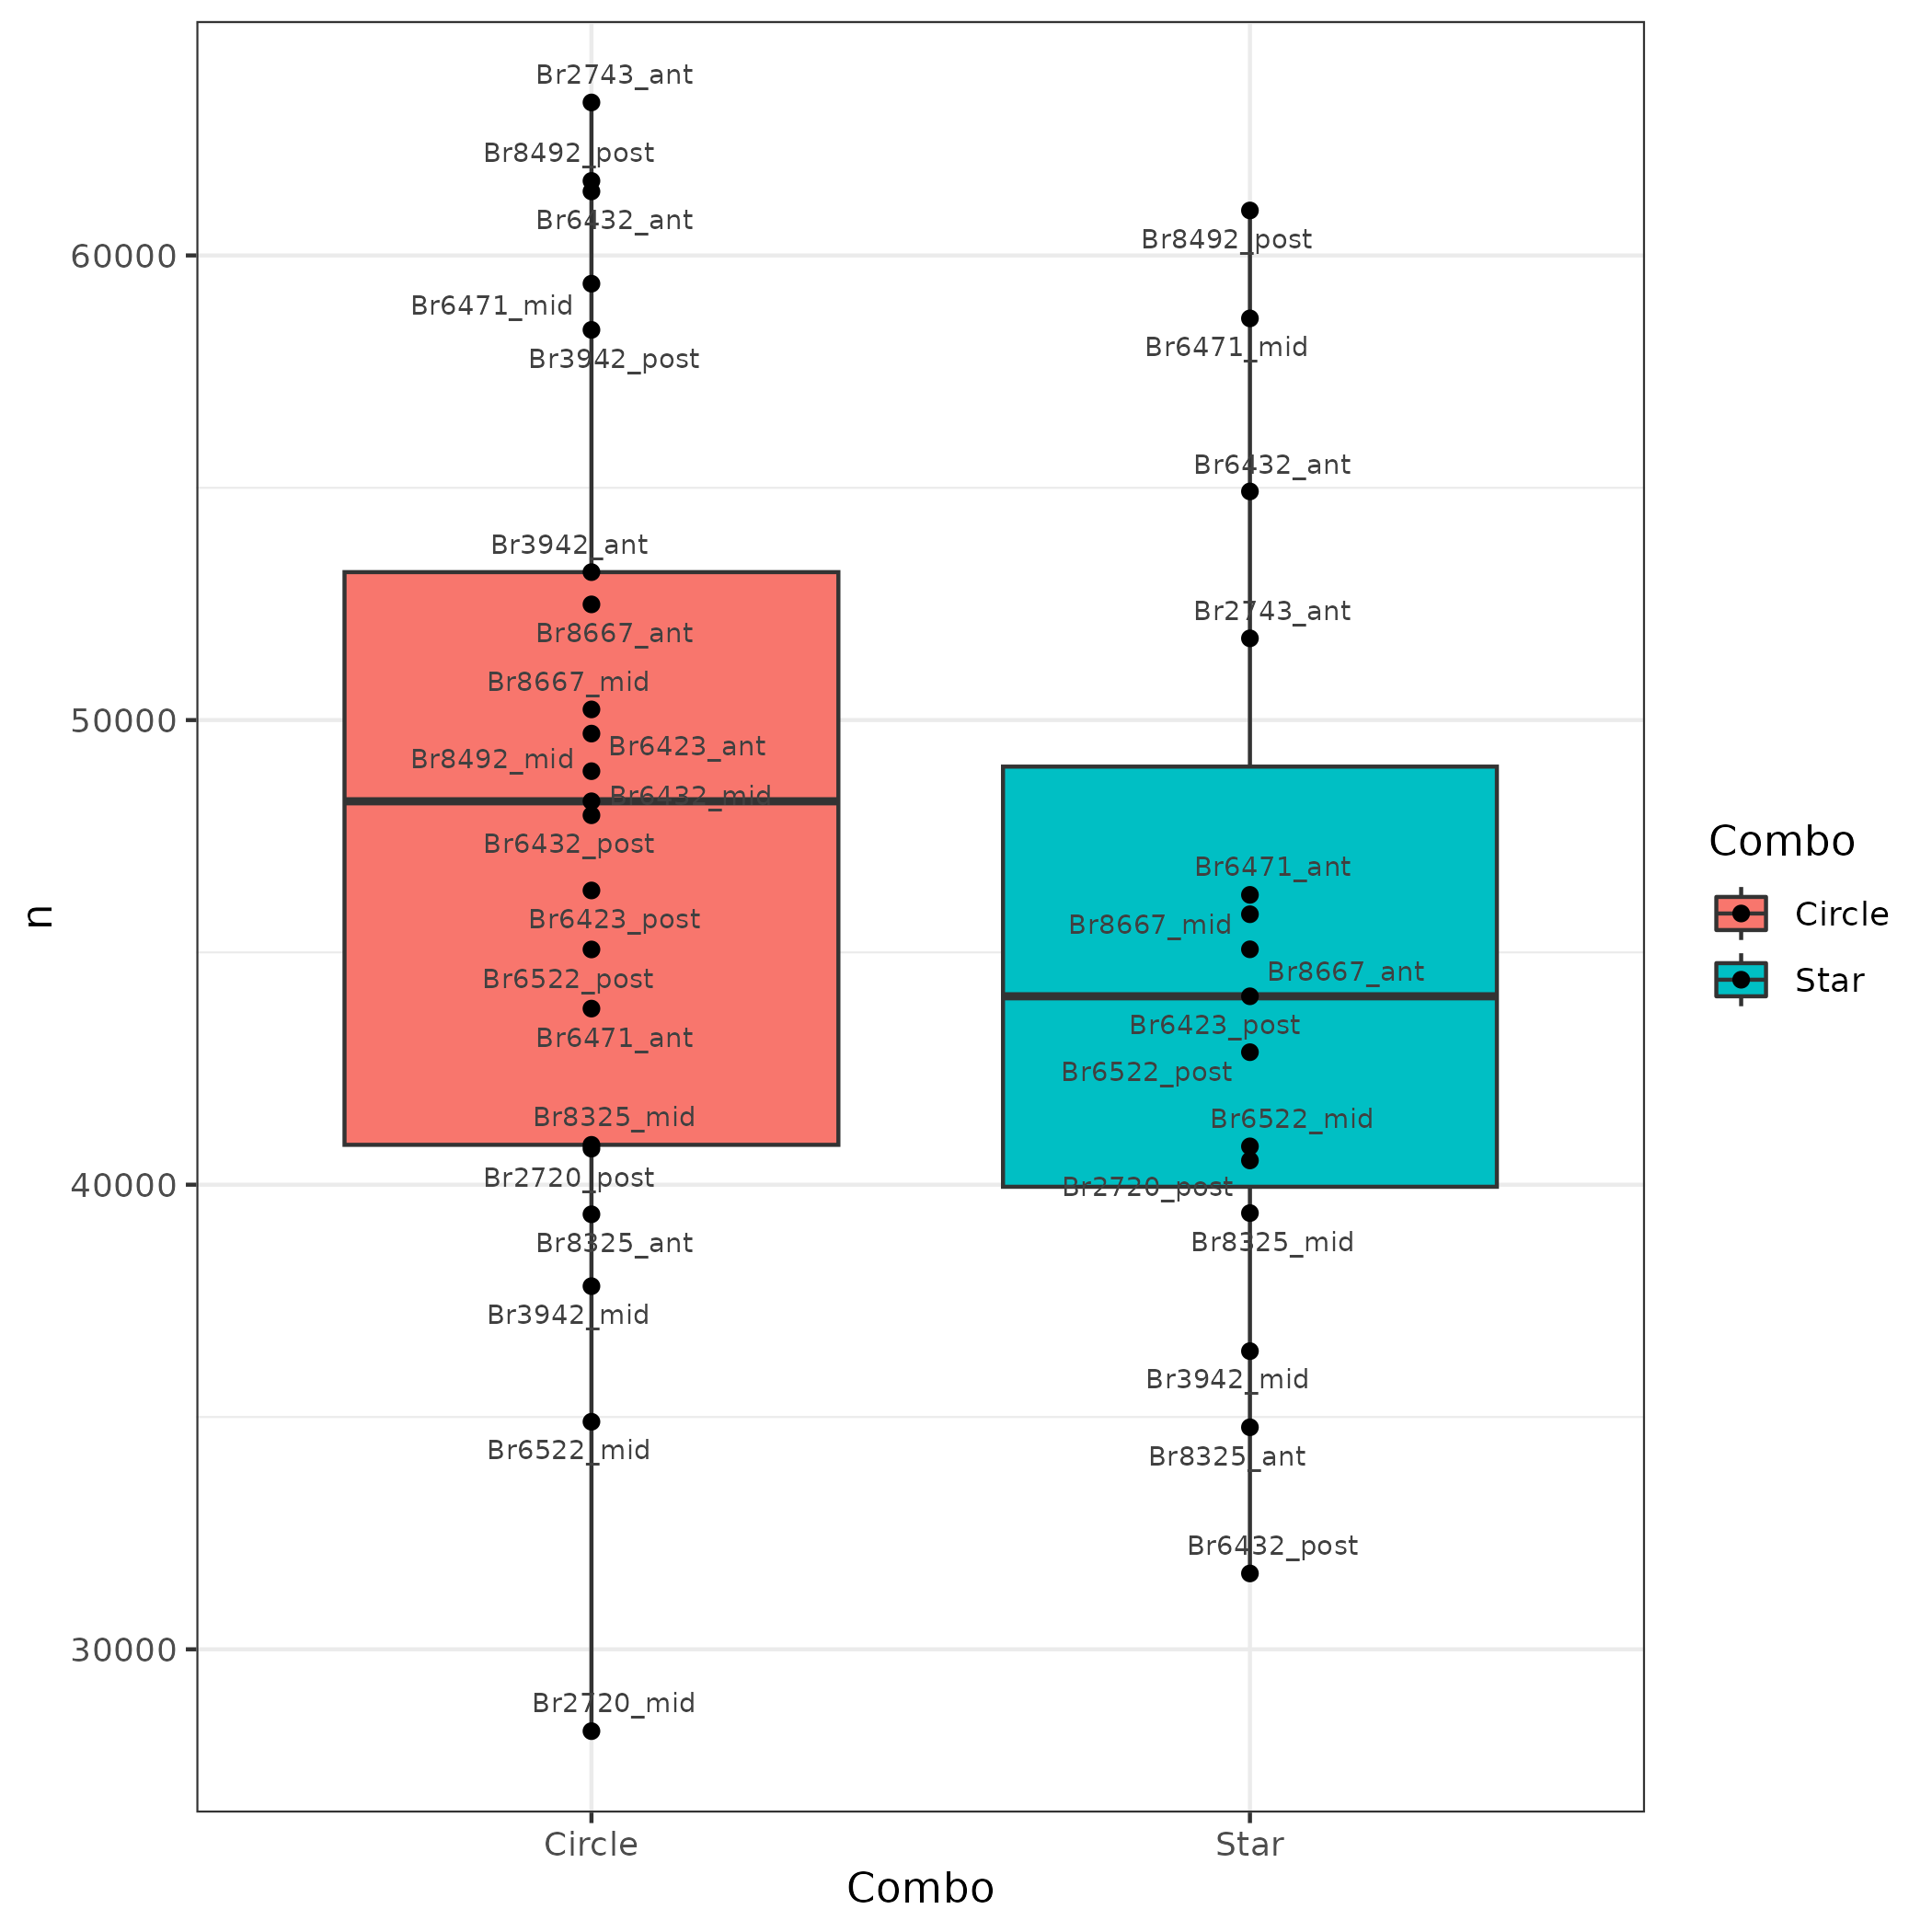 n
60000
50000
40000
30000
Br2743_ant
Br8492_post
Br6432_ant
Br6471_mid
Br3942_post
Br3942_ant
Br8667_ant
Br8667_mid
Br6423_ant
Br8492_mid
Br6432_mid
Br6432_post
Br6423_post
Br6522_post
Br6471_ant
Br8325_mid
Br2720_post
Br8325_ant
Br3942_mid
Br6522_mid
Br2720_mid
Br8492_post
Br6471_mid
Br6432_ant
Br2743_ant
Br6471_ant
Br8667_mid
Br8667_ant
Br6423_post
Br6522_post
Br6522_mid
Br2720_post
Br8325_mid
Br3942_mid
Br8325_ant
Br6432_post
Circle
Star
Combo
Combo
Circle
Star